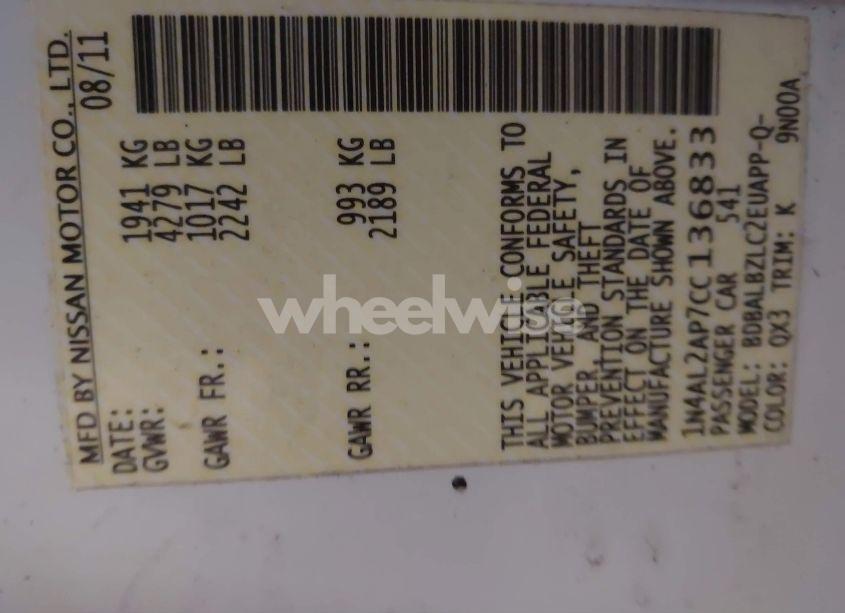 MFD BY NISSAN MOTOR CO., LTD.
DATE: 08/11
GVWR: 1941 KG
4279 LB
GAWR FR.: 1017 KG
2242 LB
GAWR RR.: 993 KG
2189 LB
THIS VEHICLE CONFORMS TO
ALL APPLICABLE FEDERAL
MOTOR VEHICLE SAFETY,
BUMPER, AND THEFT
PREVENTION STANDARDS IN
EFFECT ON THE DATE OF
MANUFACTURE SHOWN ABOVE.
1N4AL2AP7CC136833
PASSENGER CAR 541
MODEL: BDBALBZLC2EUAPP-Q-
COLOR: QX3 TRIM: K 9N00A
wheelwise